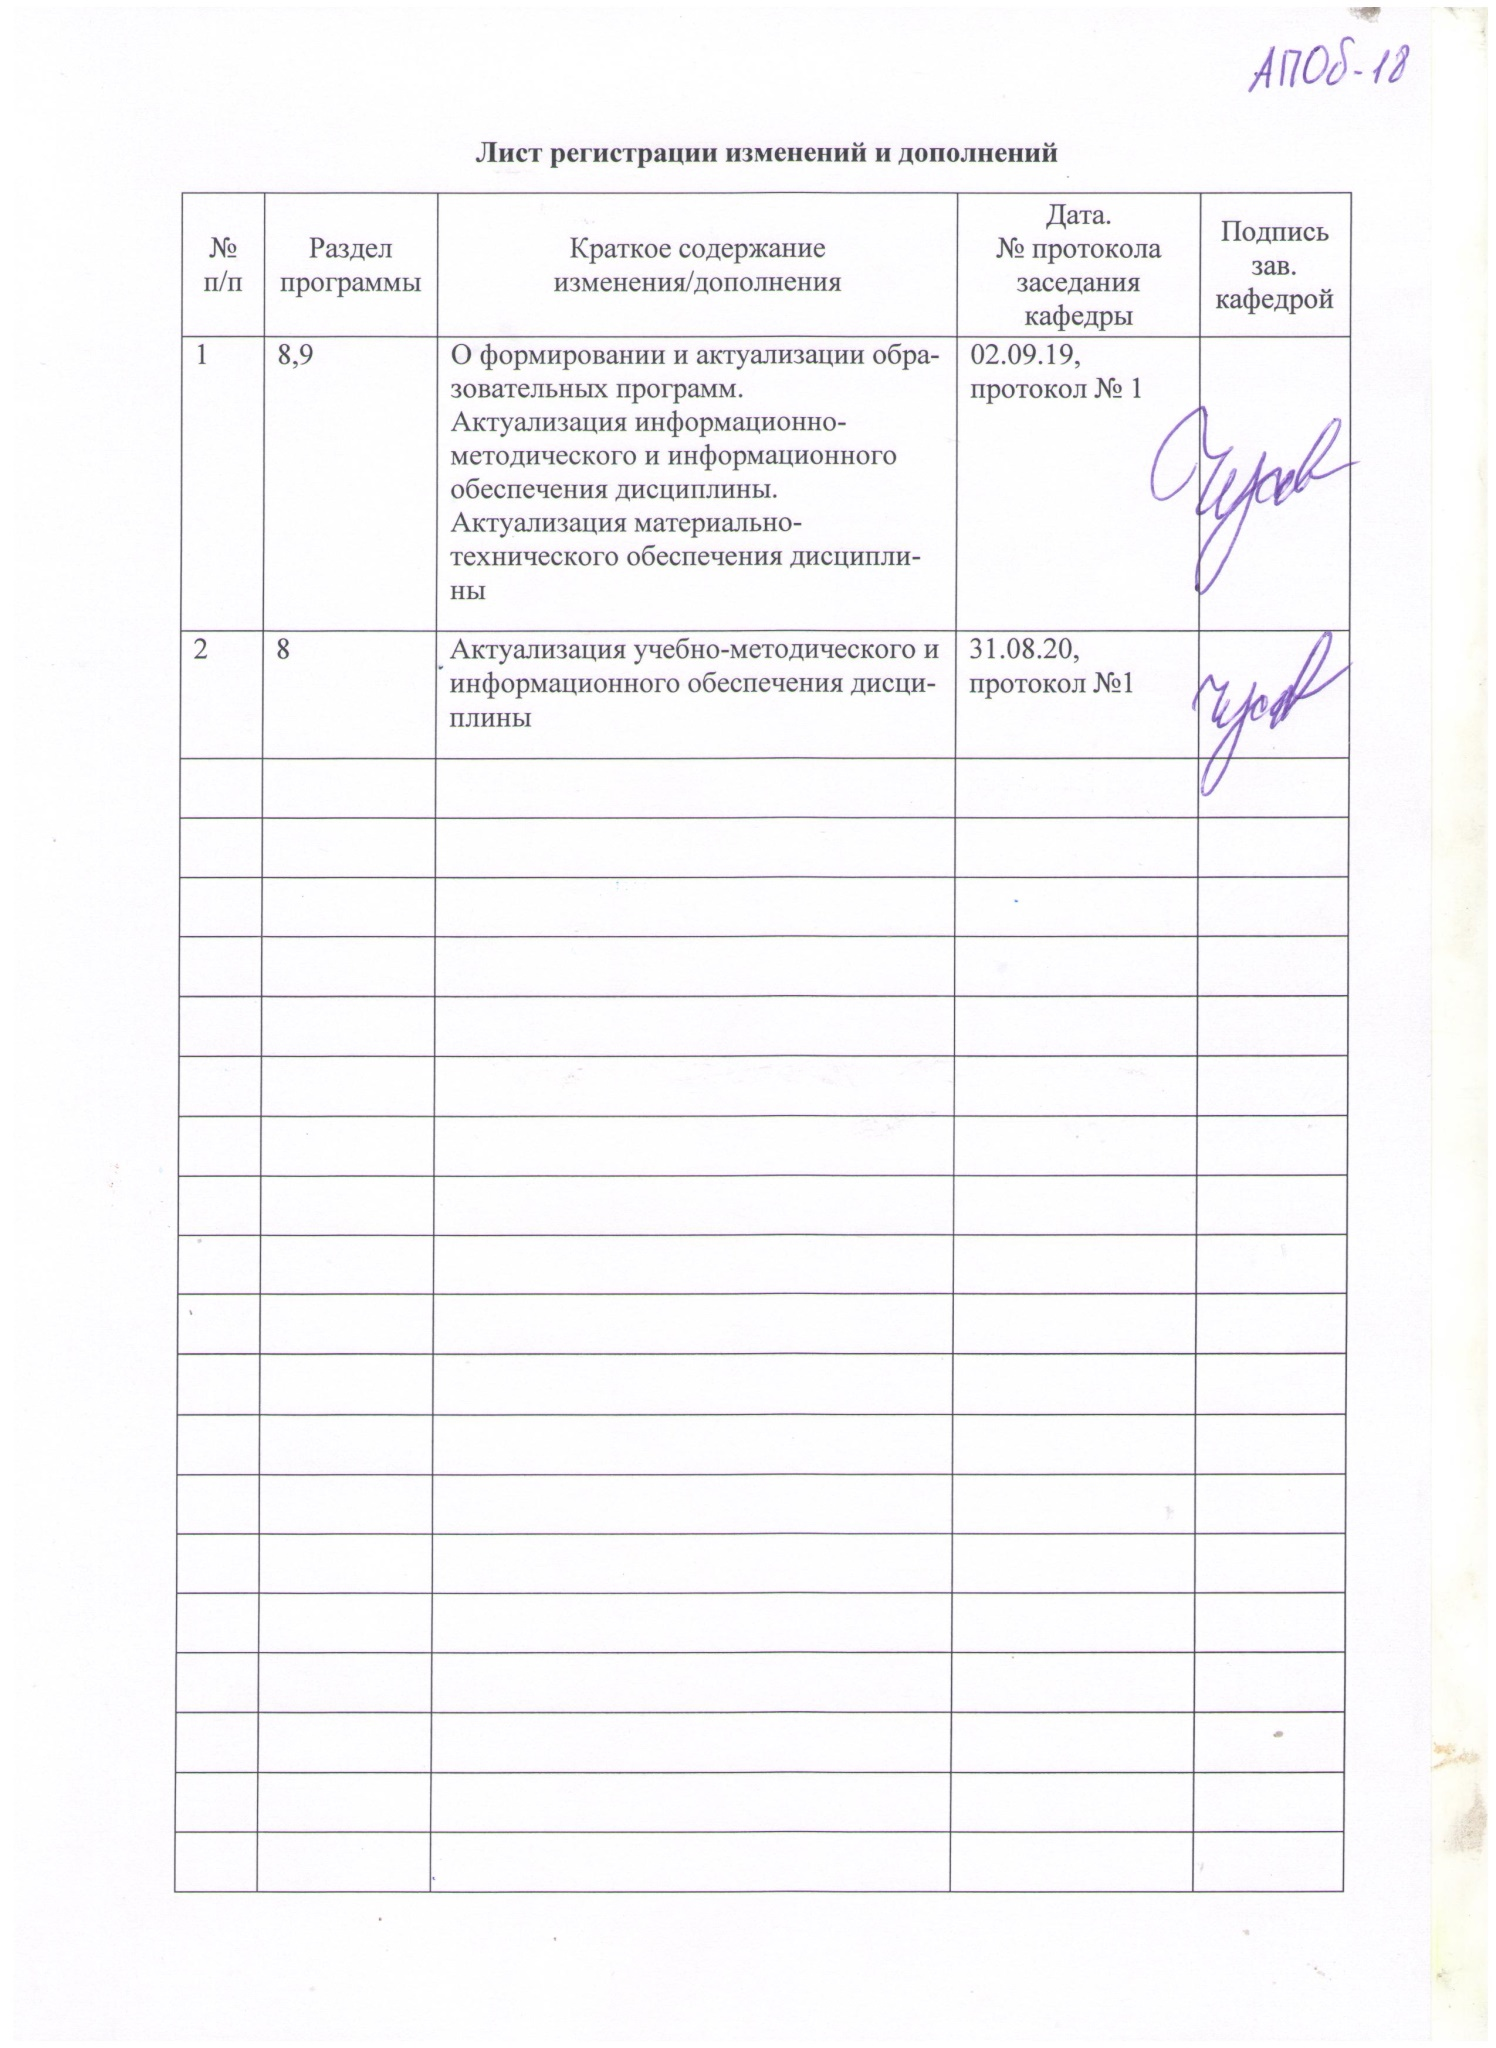 АПОб-18
Лист регистрации изменений и дополнений
№
п/п
Раздел
программы
Краткое содержание
изменения/дополнения
Дата.
№ протокола
заседания
кафедры
Подпись
зав.
кафедрой
1
8,9
О формировании и актуализации обра-
зовательных программ.
Актуализация информационно-
методического и информационного
обеспечения дисциплины.
Актуализация материально-
технического обеспечения дисципли-
ны
02.09.19,
протокол № 1
2
8
Актуализация учебно-методического и
информационного обеспечения дисци-
плины
31.08.20,
протокол №1